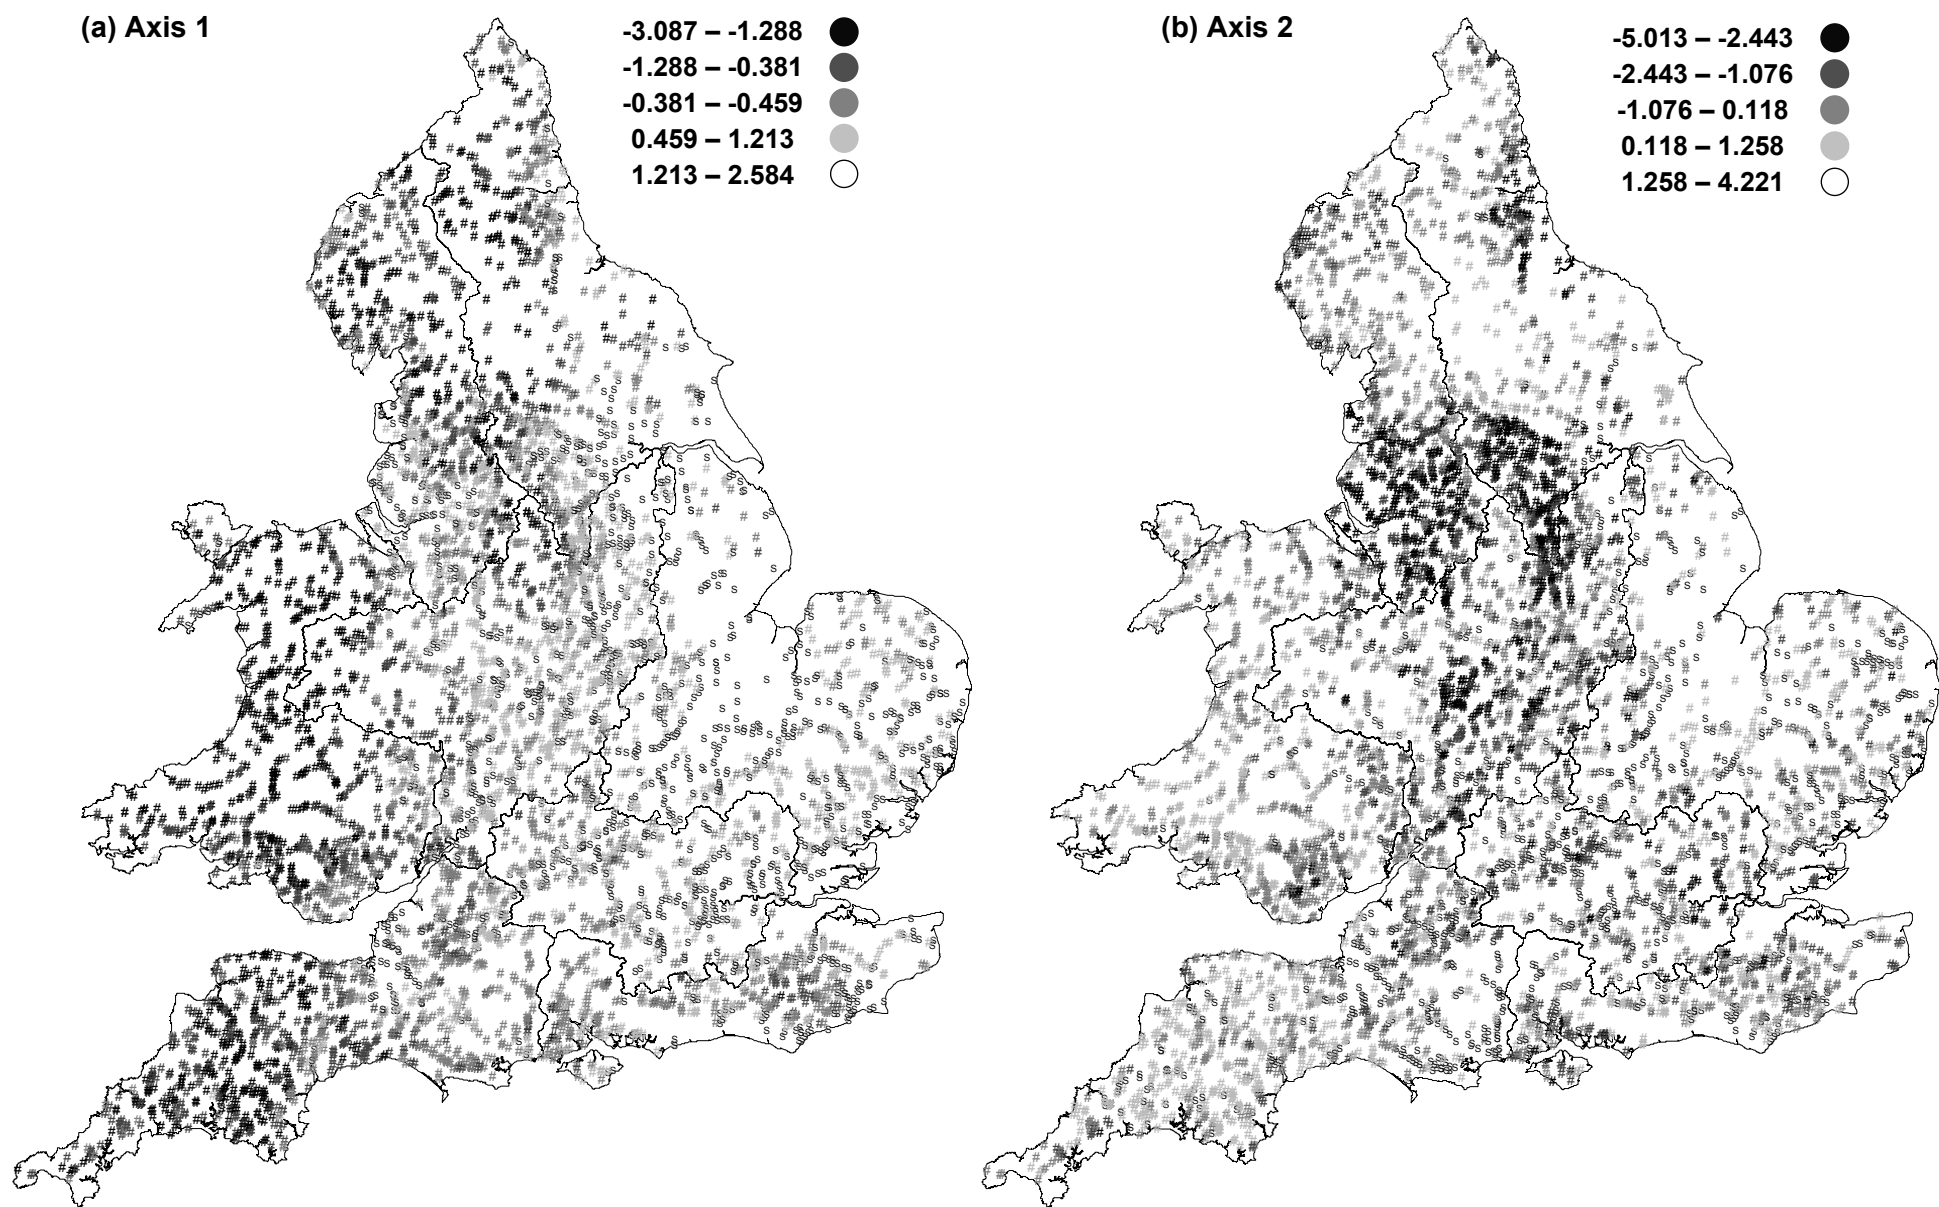 (a) Axis 1
-3.087 – -1.288
-1.288 – -0.381
-0.381 – -0.459
0.459 – 1.213
1.213 – 2.584
(b) Axis 2
-5.013 – -2.443
-2.443 – -1.076
-1.076 – 0.118
0.118 – 1.258
1.258 – 4.221